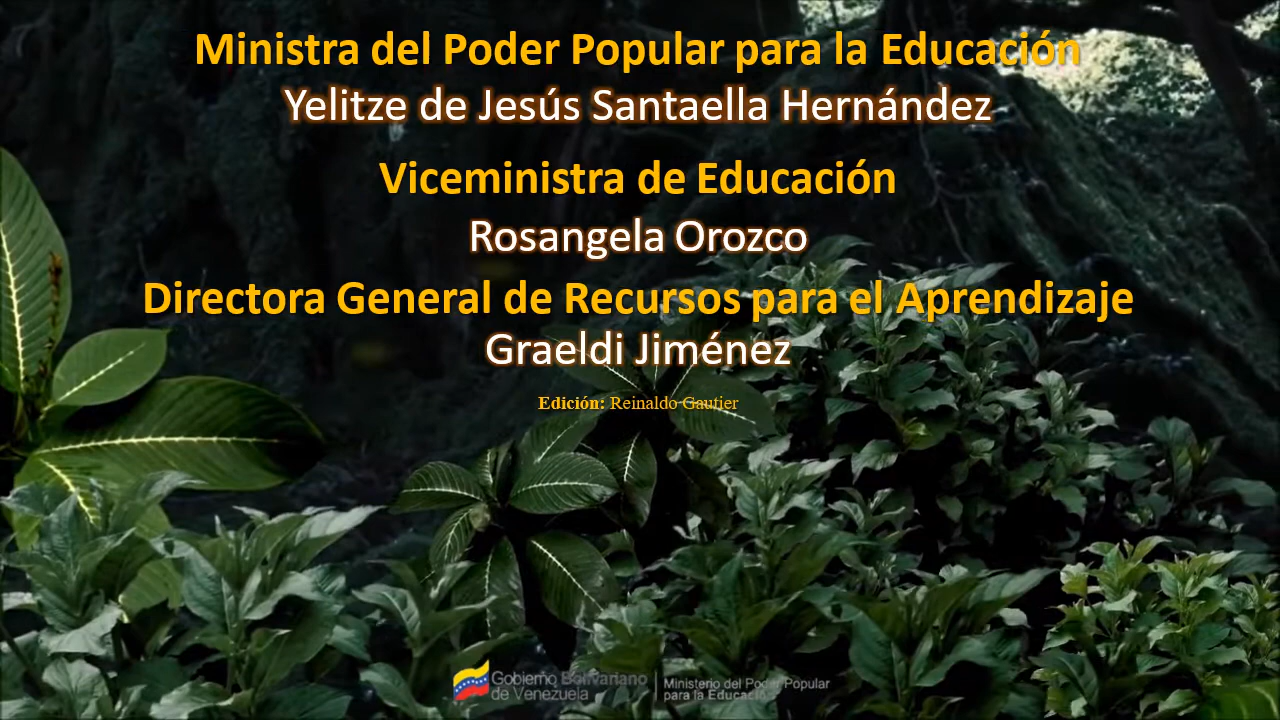 Ministra del Poder Popular para la Educación
Yelitze de Jesús Santaella Hernández
Viceministra de Educación
Rosangela Orozco
Directora General de Recursos para el Aprendizaje
Graeldi Jiménez
Edición: Reinaldo Gautier
Gobierno Bolivariano
de Venezuela
Ministerio del Poder Popular
para la Educación